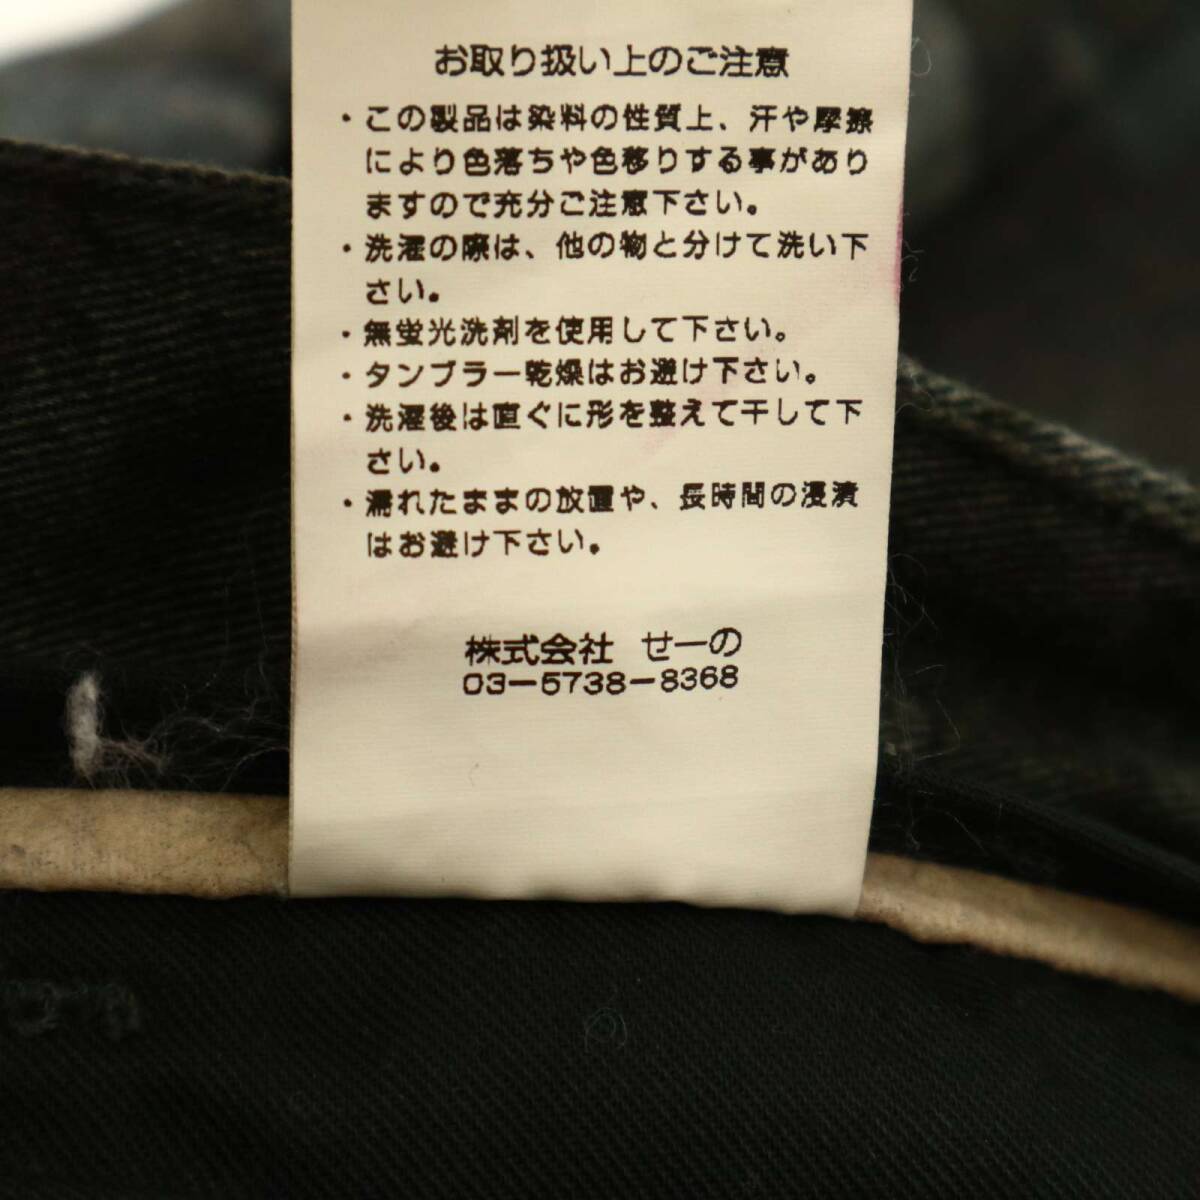 お取り扱い上のご注意
・この製品は染料の性質上、汗や摩擦
により色落ちや色移りする事があり
ますので充分ご注意下さい。
・洗濯の際は、他の物と分けて洗い下
さい。
・無蛍光洗剤を使用して下さい。
・タンブラー乾燥はお避け下さい。
・洗濯後は直ぐに形を整えて干して下
さい。
・濡れたままの放置や、長時間の浸漬
はお避け下さい。
株式会社 せーの
03-5738-8368